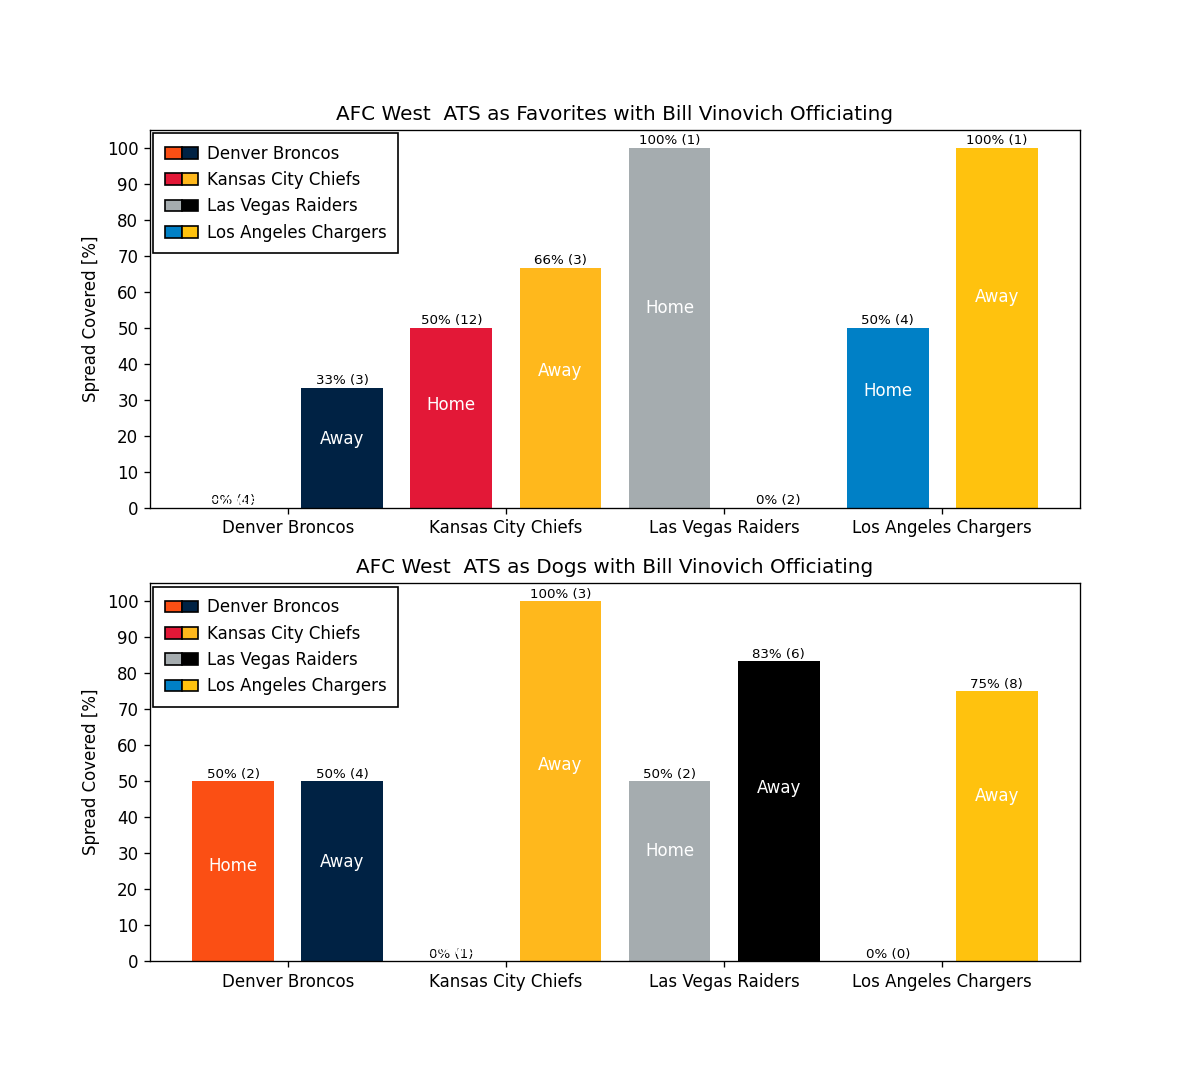 AFC West  ATS as Favorites with Bill Vinovich Officiating
Spread Covered [%]
100
90
80
70
60
50
40
30
20
10
0
Denver Broncos
Kansas City Chiefs
Las Vegas Raiders
Los Angeles Chargers
0% (4)
33% (3)
Away
50% (12)
Home
66% (3)
Away
100% (1)
Home
0% (2)
50% (4)
Home
100% (1)
Away
Denver Broncos
Kansas City Chiefs
Las Vegas Raiders
Los Angeles Chargers
AFC West  ATS as Dogs with Bill Vinovich Officiating
Spread Covered [%]
100
90
80
70
60
50
40
30
20
10
0
Denver Broncos
Kansas City Chiefs
Las Vegas Raiders
Los Angeles Chargers
50% (2)
Home
50% (4)
Away
0% (1)
100% (3)
Away
50% (2)
Home
83% (6)
Away
0% (0)
75% (8)
Away
Denver Broncos
Kansas City Chiefs
Las Vegas Raiders
Los Angeles Chargers